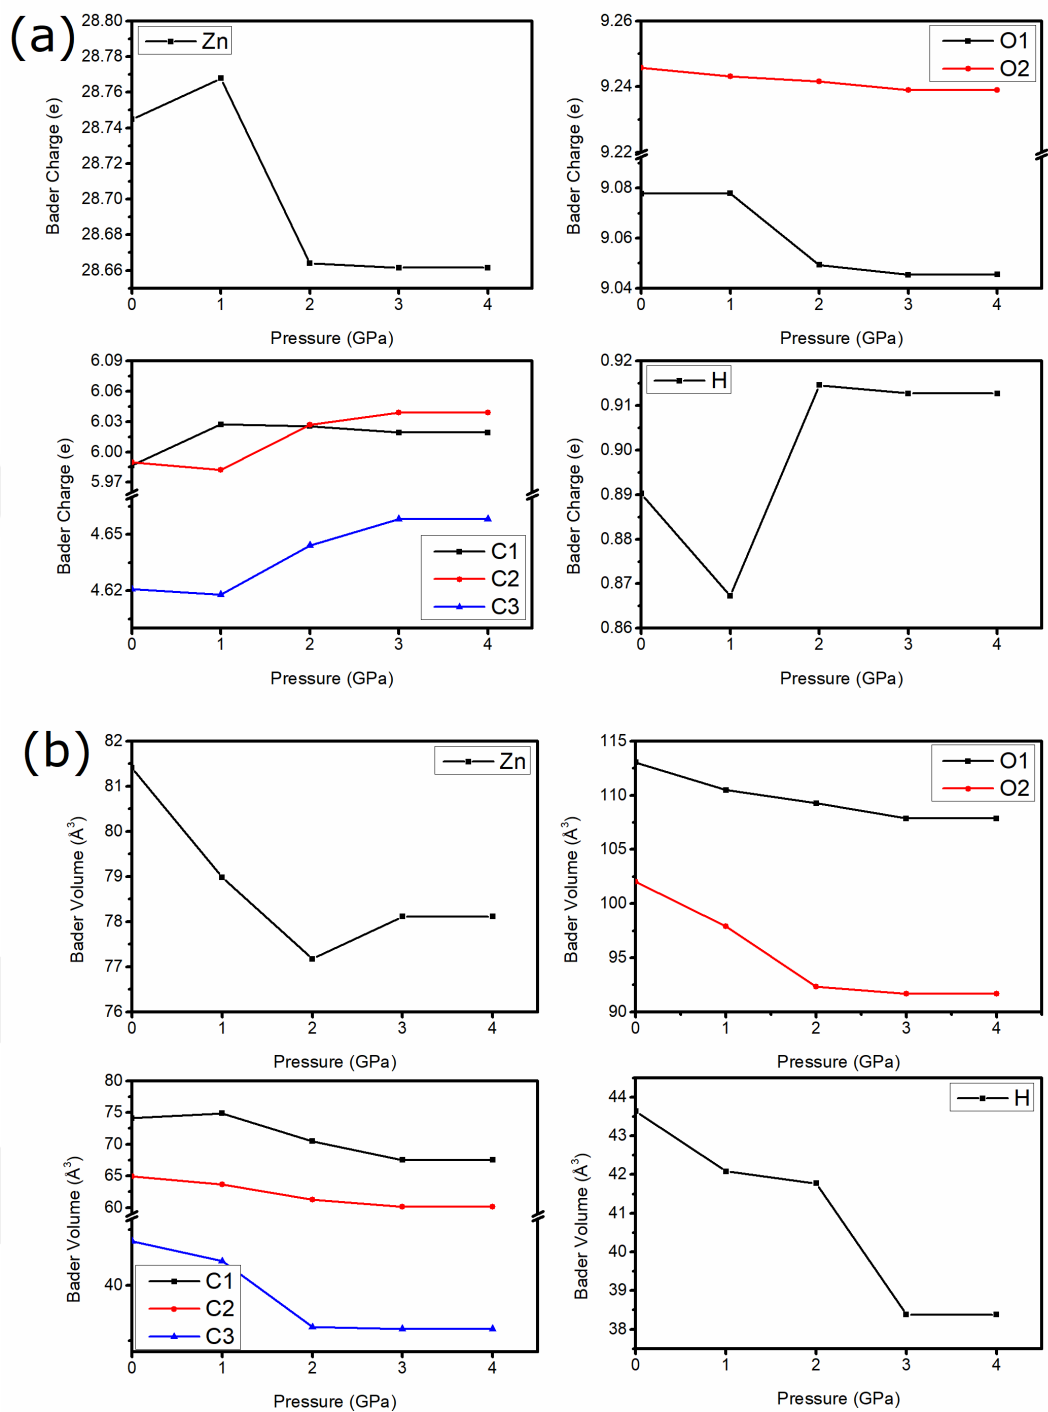 (a)
28.80
28.78
28.76
28.74
28.72
28.70
28.68
28.66
Bader Charge (e)
Zn
0 1 2 3 4
Pressure (GPa)
9.26
9.24
9.22
9.08
9.06
9.04
Bader Charge (e)
O1
O2
0 1 2 3 4
Pressure (GPa)
6.09
6.06
6.03
6.00
5.97
4.65
4.62
Bader Charge (e)
C1
C2
C3
0 1 2 3 4
Pressure (GPa)
0.92
0.91
0.90
0.89
0.88
0.87
0.86
Bader Charge (e)
H
0 1 2 3 4
Pressure (GPa)
(b)
82
81
80
79
78
77
76
Bader Volume (Å³)
Zn
0 1 2 3 4
Pressure (GPa)
115
110
105
100
95
90
Bader Volume (Å³)
O1
O2
0 1 2 3 4
Pressure (GPa)
80
75
70
65
60
40
Bader Volume (Å³)
C1
C2
C3
0 1 2 3 4
Pressure (GPa)
44
43
42
41
40
39
38
Bader Volume (Å³)
H
0 1 2 3 4
Pressure (GPa)